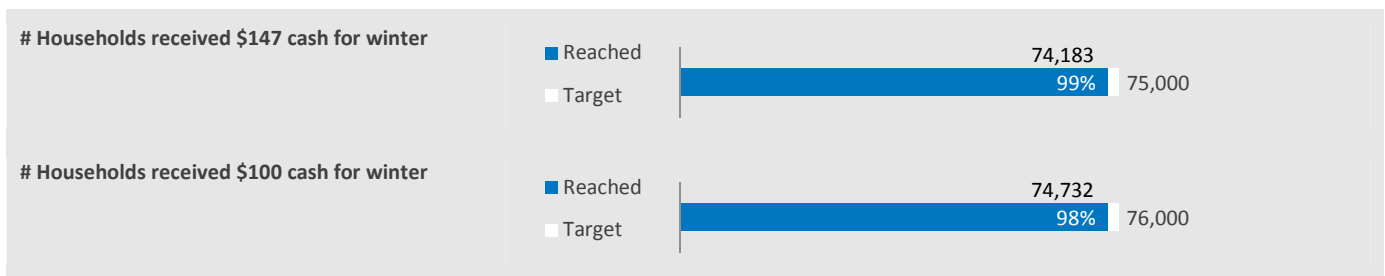 # Households received $147 cash for winter
Reached
Target
74,183
99%
75,000
# Households received $100 cash for winter
Reached
Target
74,732
98%
76,000